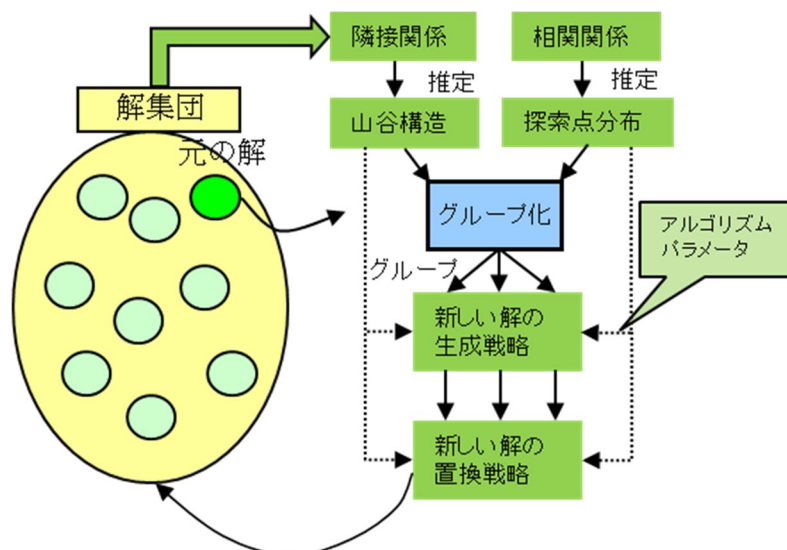 隣接関係
相関関係
推定
推定
解集団
山谷構造
探索点分布
元の解
グループ化
アルゴリズム
パラメータ
グループ
新しい解の
生成戦略
新しい解の
置換戦略